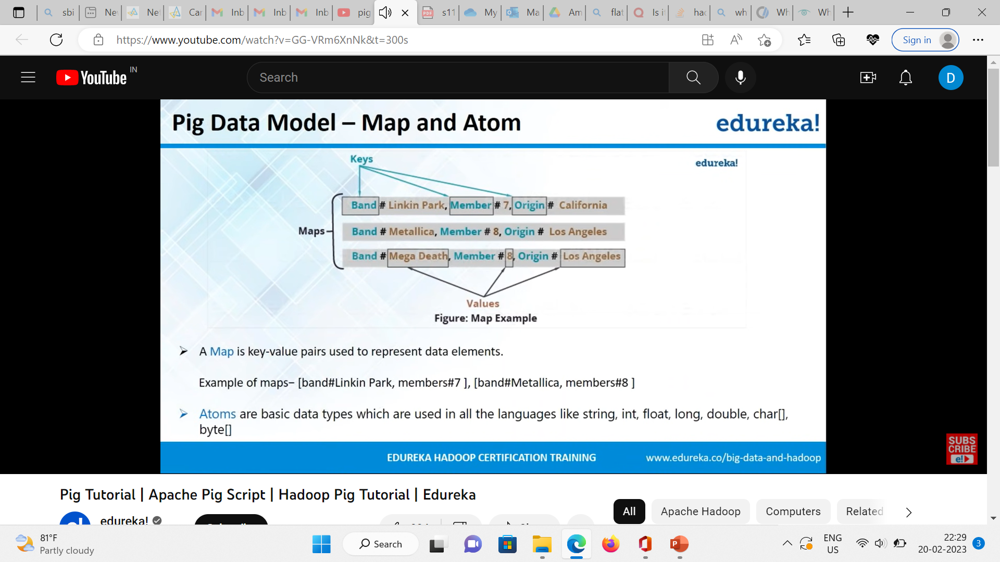 sbi
Ne
Ne
Car
Inb
Inb
Inb
pig
s11
My
Ma
Am
flat
Is it
hac
wh
Wh
Wh
https://www.youtube.com/watch?v=GG-VRm6XnNk&t=300s
Sign in
YouTube IN
Search
D
Pig Data Model – Map and Atom
edureka!
Keys
edureka!
Band # Linkin Park, Member # 7, Origin # California
Maps
Band # Metallica, Member # 8, Origin # Los Angeles
Band # Mega Death, Member # 8, Origin # Los Angeles
Values
Figure: Map Example
➢ A Map is key-value pairs used to represent data elements.
Example of maps– [band#Linkin Park, members#7 ], [band#Metallica, members#8 ]
➢ Atoms are basic data types which are used in all the languages like string, int, float, long, double, char[],
byte[]
SUBS
CRIBE
e!
EDUREKA HADOOP CERTIFICATION TRAINING
www.edureka.co/big-data-and-hadoop
Pig Tutorial | Apache Pig Script | Hadoop Pig Tutorial | Edureka
All
Apache Hadoop
Computers
Related
edureka!
81°F
Partly cloudy
Search
ENG
US
22:29
20-02-2023
3